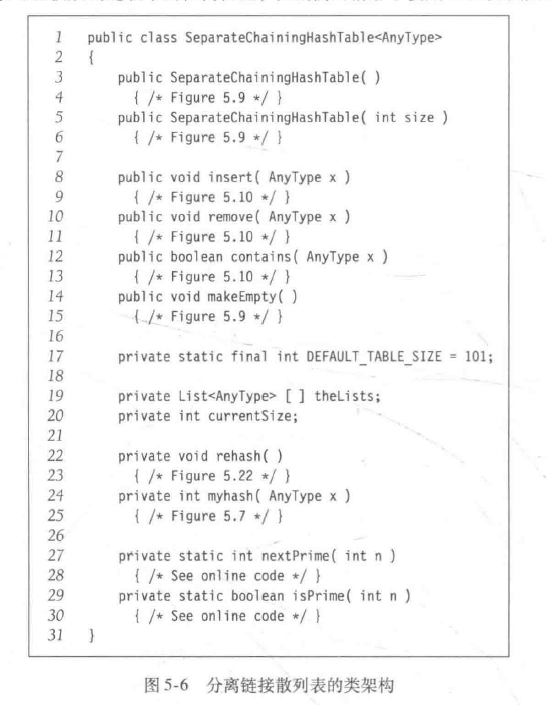 1 public class SeparateChainingHashTable<AnyType>
2 {
3 public SeparateChainingHashTable( )
4 { /* Figure 5.9 */ }
5 public SeparateChainingHashTable( int size )
6 { /* Figure 5.9 */ }
7
8 public void insert( AnyType x )
9 { /* Figure 5.10 */ }
10 public void remove( AnyType x )
11 { /* Figure 5.10 */ }
12 public boolean contains( AnyType x )
13 { /* Figure 5.10 */ }
14 public void makeEmpty( )
15 { /* Figure 5.9 */ }
16
17 private static final int DEFAULT_TABLE_SIZE = 101;
18
19 private List<AnyType> [ ] theLists;
20 private int currentSize;
21
22 private void rehash( )
23 { /* Figure 5.22 */ }
24 private int myhash( AnyType x )
25 { /* Figure 5.7 */ }
26
27 private static int nextPrime( int n )
28 { /* See online code */ }
29 private static boolean isPrime( int n )
30 { /* See online code */ }
31 }
图 5-6 分离链接散列表的类架构